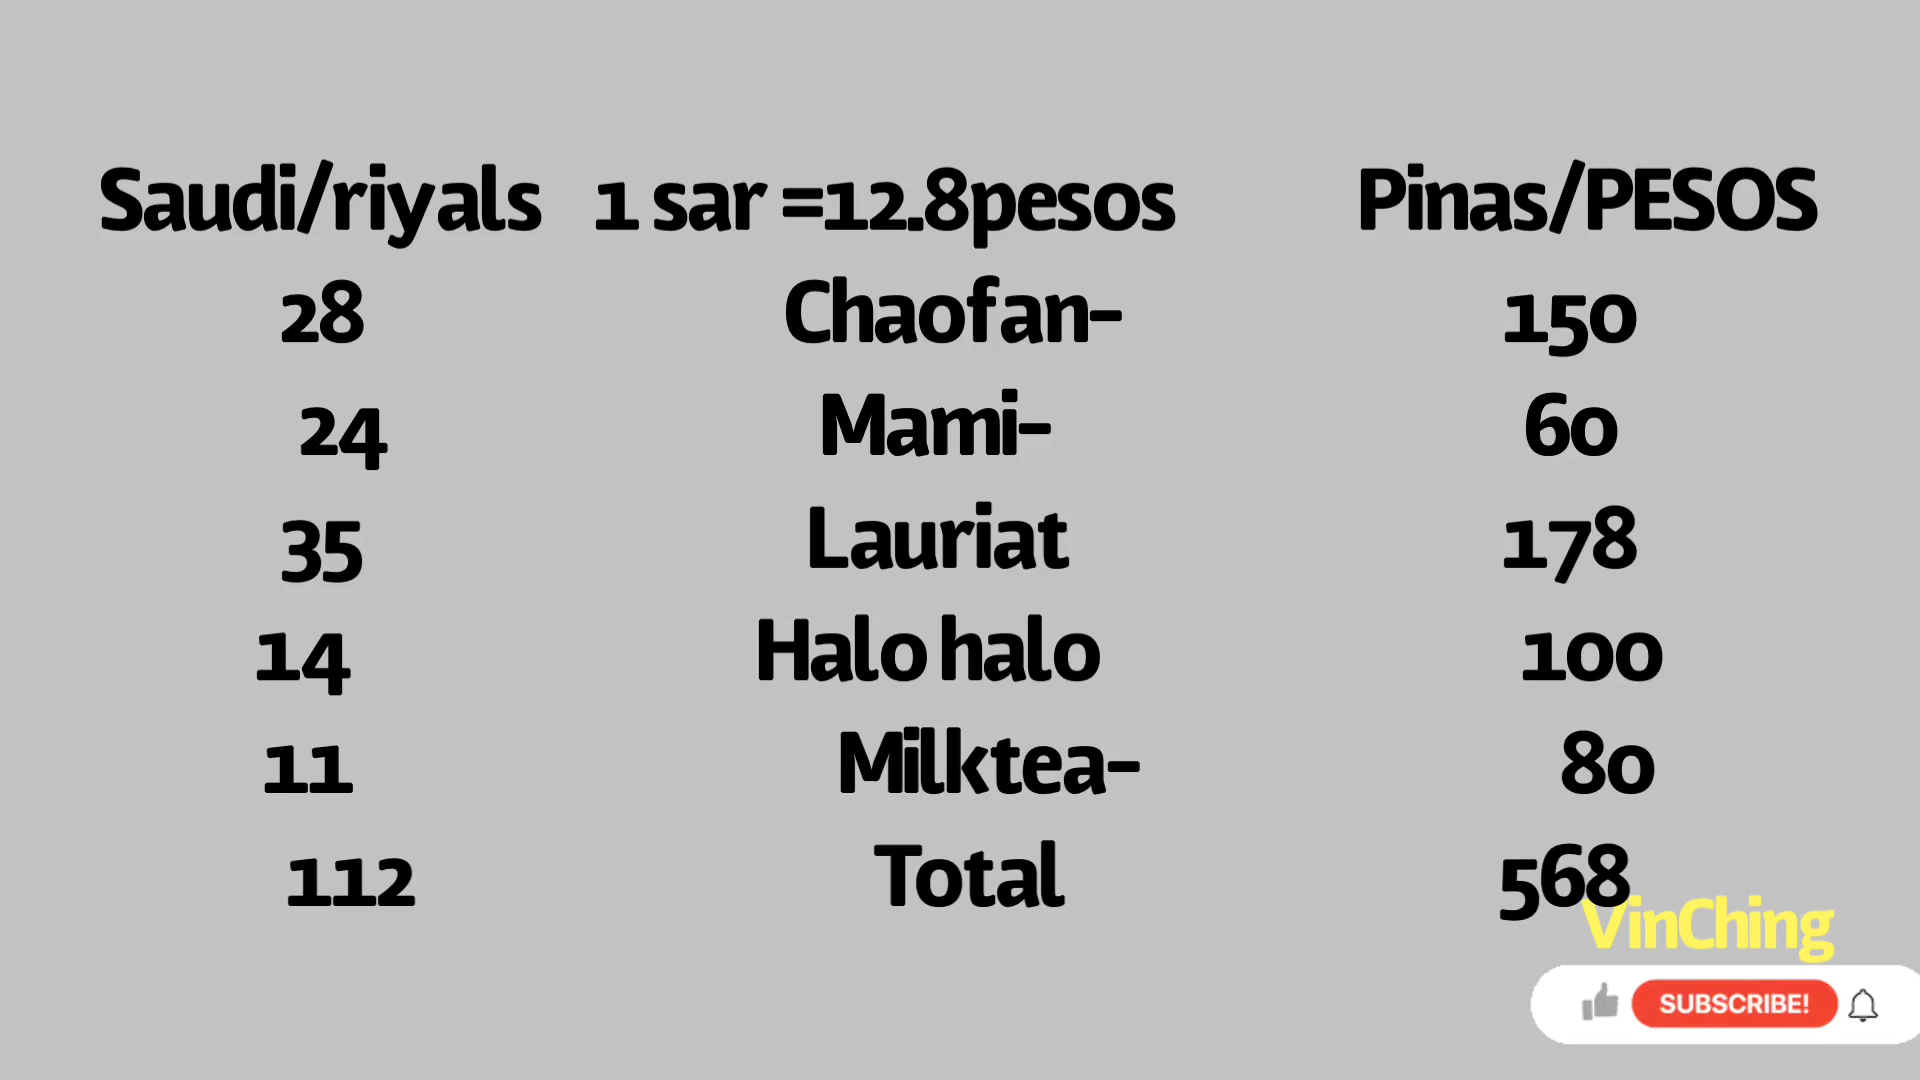 Saudi/riyals 1 sar =12.8pesos Pinas/PESOS
28 Chaofan- 150
24 Mami- 60
35 Lauriat 178
14 Halo halo 100
11 Milktea- 80
112 Total 568
VinChing
SUBSCRIBE!